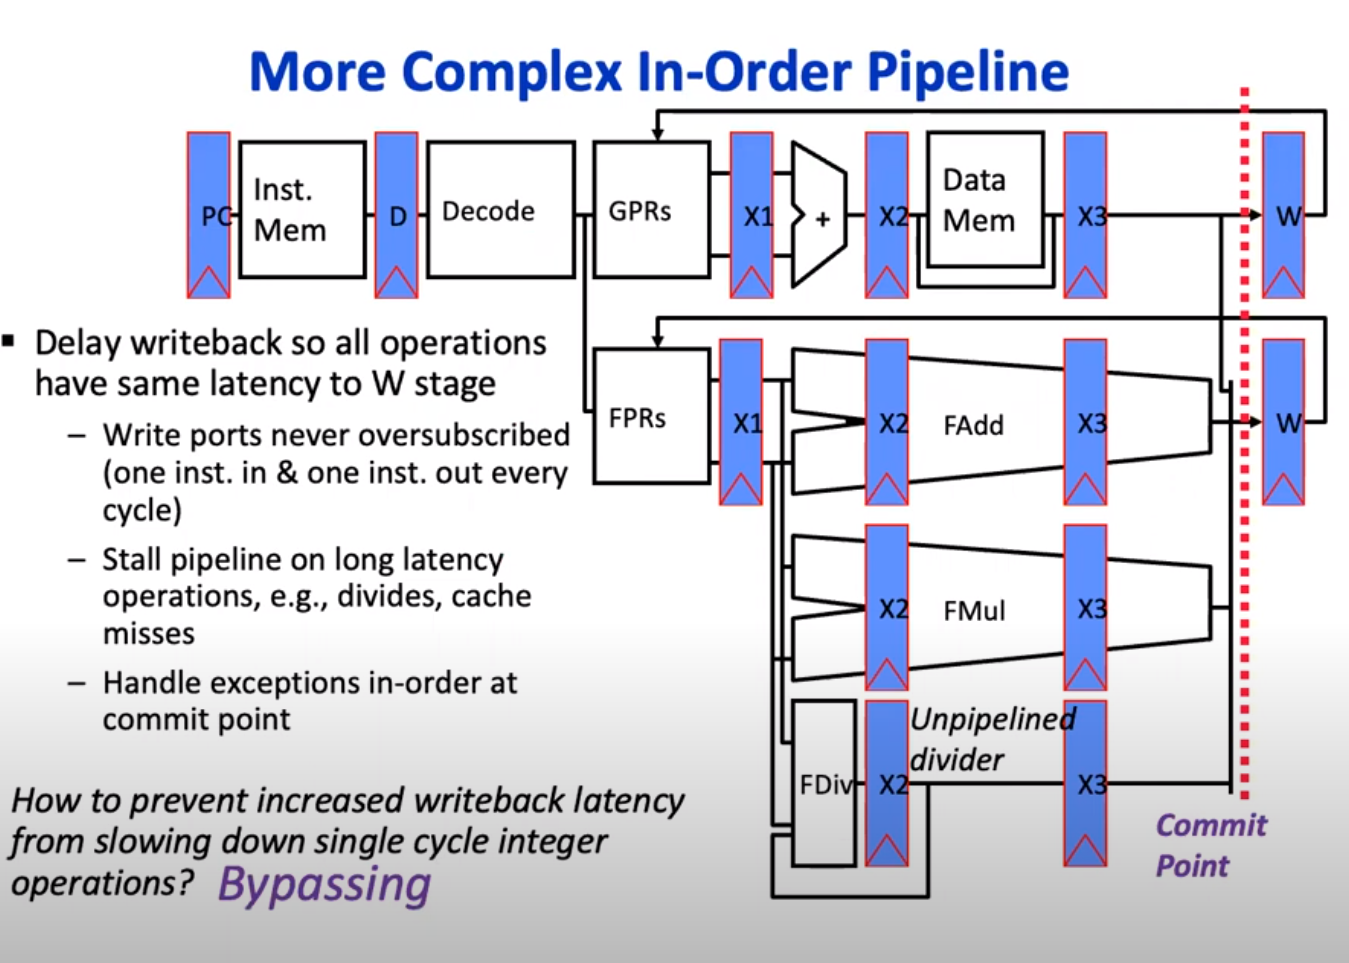 More Complex In-Order Pipeline
PC
Inst.
Mem
D
Decode
GPRs
X1
+
X2
Data
Mem
X3
W
▪ Delay writeback so all operations
have same latency to W stage
– Write ports never oversubscribed
(one inst. in & one inst. out every
cycle)
– Stall pipeline on long latency
operations, e.g., divides, cache
misses
– Handle exceptions in-order at
commit point
How to prevent increased writeback latency
from slowing down single cycle integer
operations? Bypassing
FPRs
X1
X2
FAdd
X3
W
X2
FMul
X3
Unpipelined
divider
FDiv
X2
X3
Commit
Point